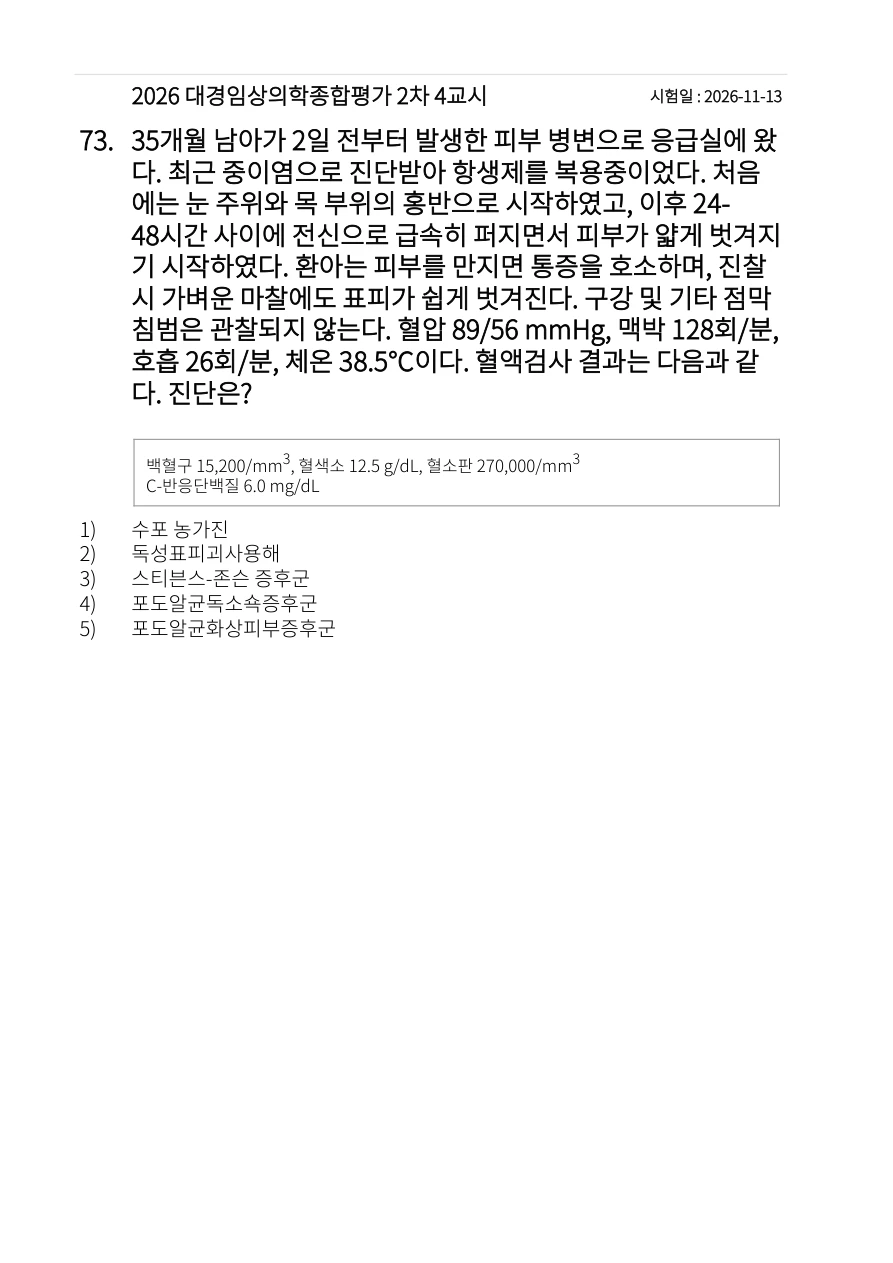 2026 대경임상의학종합평가 2차 4교시 시험일 : 2026-11-13
73. 35개월 남아가 2일 전부터 발생한 피부 병변으로 응급실에 왔
다. 최근 중이염으로 진단받아 항생제를 복용중이었다. 처음
에는 눈 주위와 목 부위의 홍반으로 시작하였고, 이후 24-
48시간 사이에 전신으로 급속히 퍼지면서 피부가 얇게 벗겨지
기 시작하였다. 환아는 피부를 만지면 통증을 호소하며, 진찰
시 가벼운 마찰에도 표피가 쉽게 벗겨진다. 구강 및 기타 점막
침범은 관찰되지 않는다. 혈압 89/56 mmHg, 맥박 128회/분,
호흡 26회/분, 체온 38.5℃이다. 혈액검사 결과는 다음과 같
다. 진단은?
백혈구 15,200/mm³, 혈색소 12.5 g/dL, 혈소판 270,000/mm³
C-반응단백질 6.0 mg/dL
1) 수포 농가진
2) 독성표피괴사용해
3) 스티븐스-존슨 증후군
4) 포도알균독소쇽증후군
5) 포도알균화상피부증후군